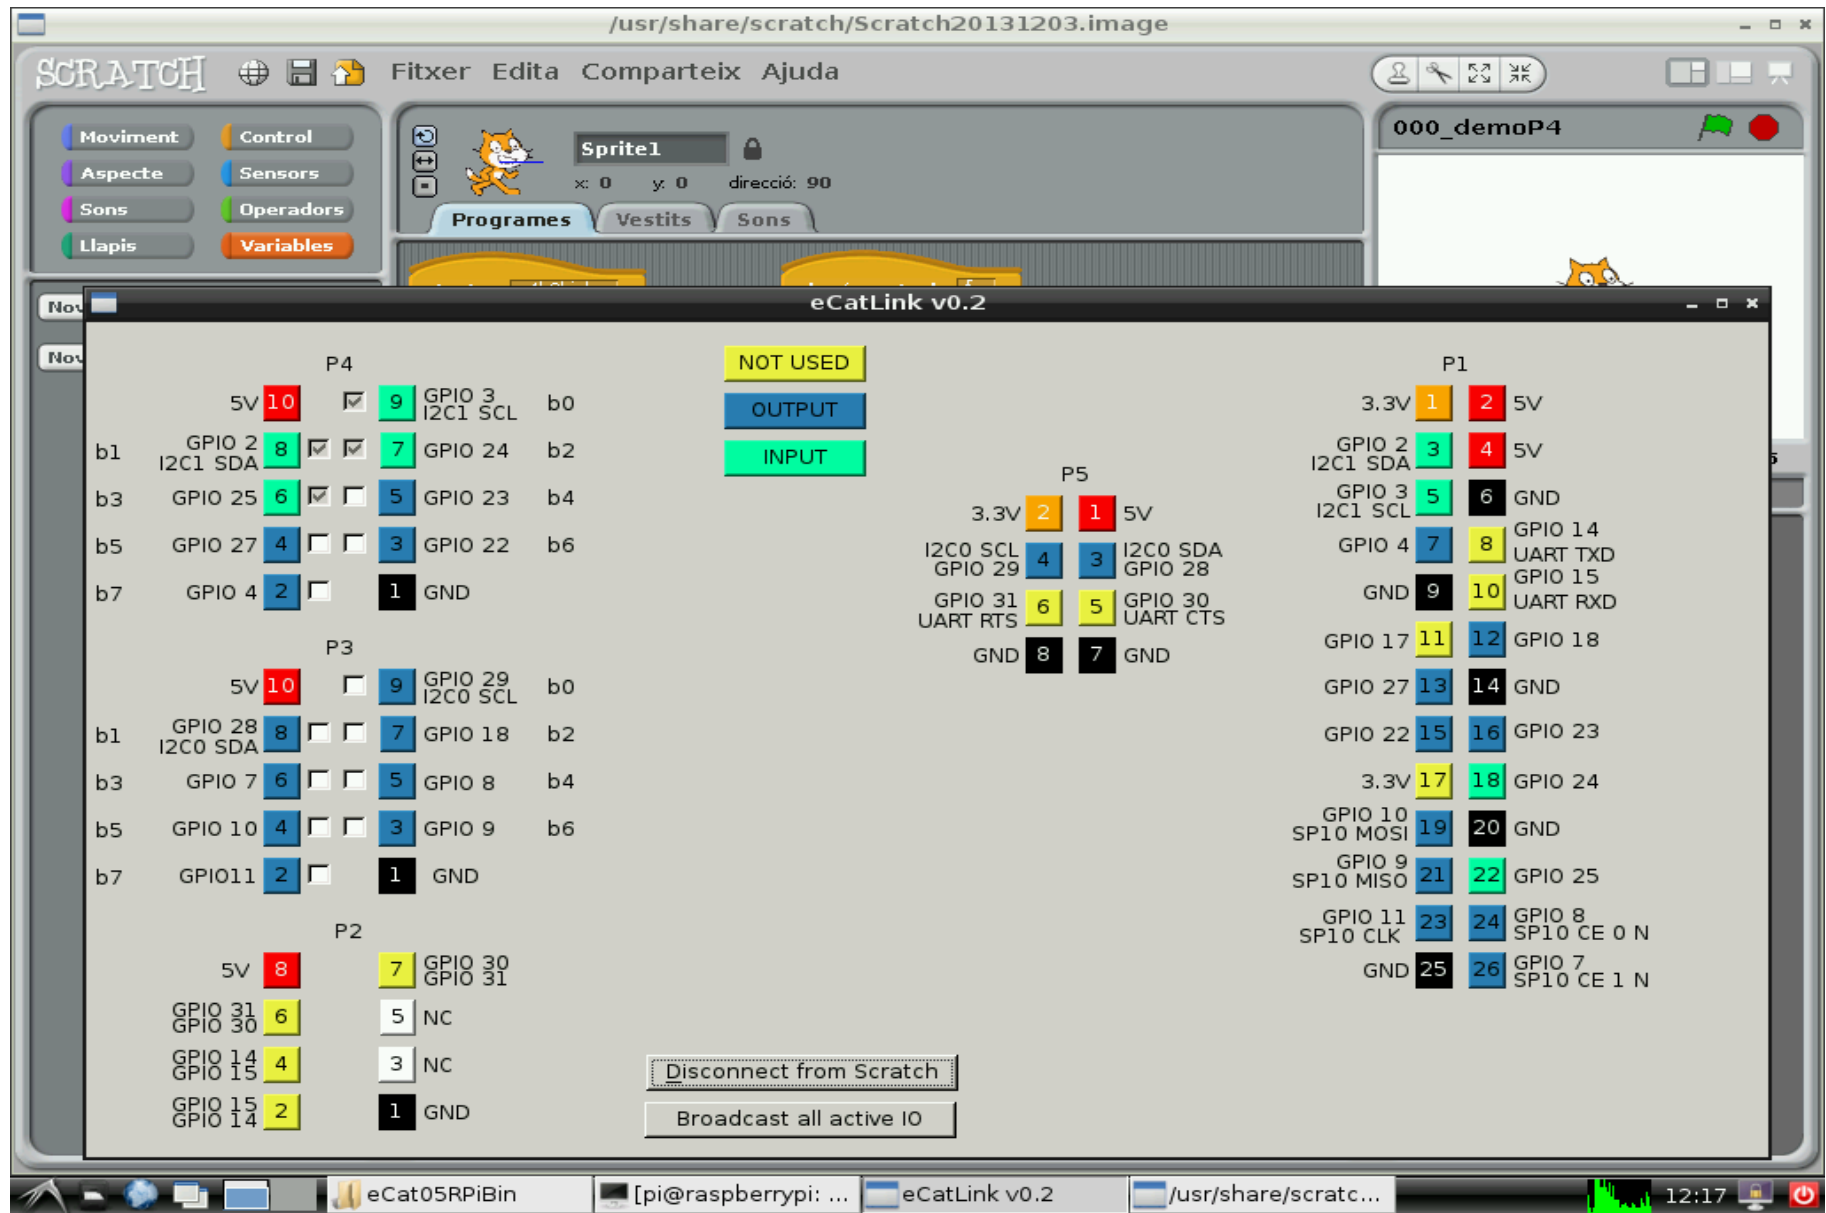 /usr/share/scratch/Scratch20131203.image
SCRATCH Fitxer Edita Comparteix Ajuda
Moviment Control
Aspecte Sensors
Sons Operadors
Llapis Variables
Sprite1
x: 0 y: 0 direcció: 90
Programes Vestits Sons
000_demoP4
Nov
Nov
eCatLink v0.2
P4
5V 10 9 GPIO 3 I2C1 SCL b0
b1 GPIO 2 I2C1 SDA 8 7 GPIO 24 b2
b3 GPIO 25 6 5 GPIO 23 b4
b5 GPIO 27 4 3 GPIO 22 b6
b7 GPIO 4 2 1 GND
P3
5V 10 9 GPIO 29 I2C0 SCL b0
b1 GPIO 28 I2C0 SDA 8 7 GPIO 18 b2
b3 GPIO 7 6 5 GPIO 8 b4
b5 GPIO 10 4 3 GPIO 9 b6
b7 GPIO11 2 1 GND
P2
5V 8 7 GPIO 30 GPIO 31
GPIO 31 GPIO 30 6 5 NC
GPIO 14 GPIO 15 4 3 NC
GPIO 15 GPIO 14 2 1 GND
NOT USED
OUTPUT
INPUT
P5
3.3V 2 1 5V
I2C0 SCL GPIO 29 4 3 I2C0 SDA GPIO 28
GPIO 31 UART RTS 6 5 GPIO 30 UART CTS
GND 8 7 GND
Disconnect from Scratch
Broadcast all active IO
P1
3.3V 1 2 5V
GPIO 2 I2C1 SDA 3 4 5V
GPIO 3 I2C1 SCL 5 6 GND
GPIO 4 7 8 GPIO 14 UART TXD
GND 9 10 GPIO 15 UART RXD
GPIO 17 11 12 GPIO 18
GPIO 27 13 14 GND
GPIO 22 15 16 GPIO 23
3.3V 17 18 GPIO 24
GPIO 10 SP10 MOSI 19 20 GND
GPIO 9 SP10 MISO 21 22 GPIO 25
GPIO 11 SP10 CLK 23 24 GPIO 8 SP10 CE 0 N
GND 25 26 GPIO 7 SP10 CE 1 N
eCat05RPiBin [pi@raspberrypi: ... eCatLink v0.2 /usr/share/scratc... 12:17